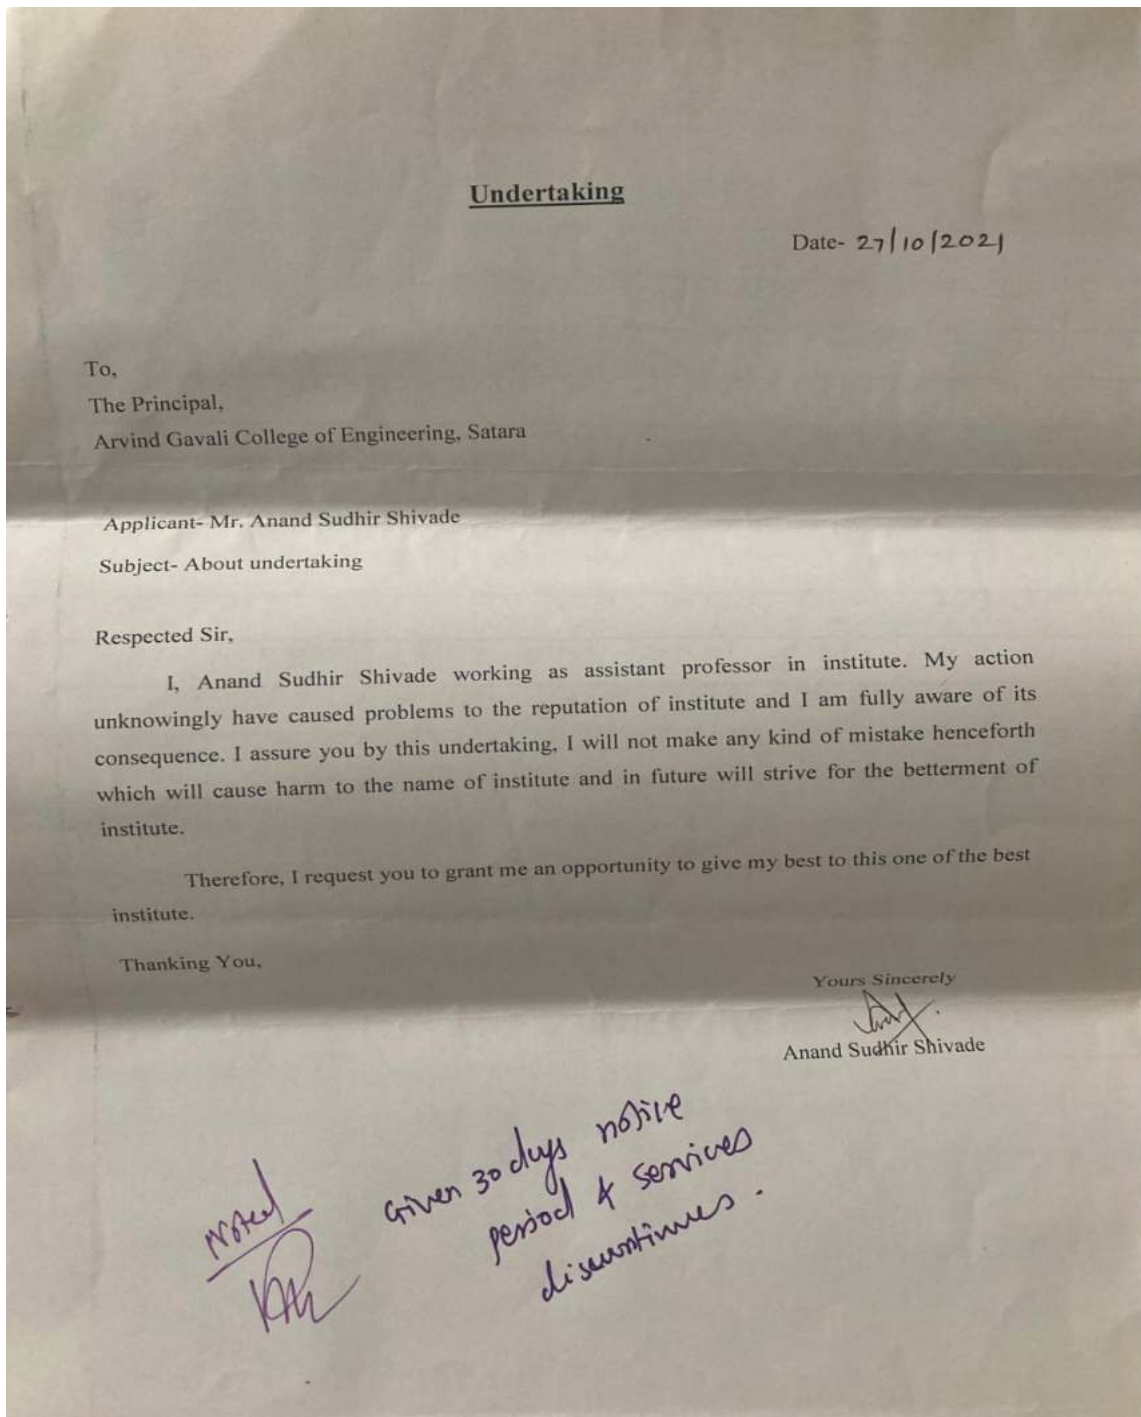 Undertaking
Date- 27/10/2021
To,
The Principal,
Arvind Gavali College of Engineering, Satara
Applicant- Mr. Anand Sudhir Shivade
Subject- About undertaking
Respected Sir,
I, Anand Sudhir Shivade working as assistant professor in institute. My action
unknowingly have caused problems to the reputation of institute and I am fully aware of its
consequence. I assure you by this undertaking, I will not make any kind of mistake henceforth
which will cause harm to the name of institute and in future will strive for the betterment of
institute.
Therefore, I request you to grant me an opportunity to give my best to this one of the best
institute.
Thanking You,
Yours Sincerely
Anand Sudhir Shivade
Noted
Given 30 days notice
period & services
discontinues.